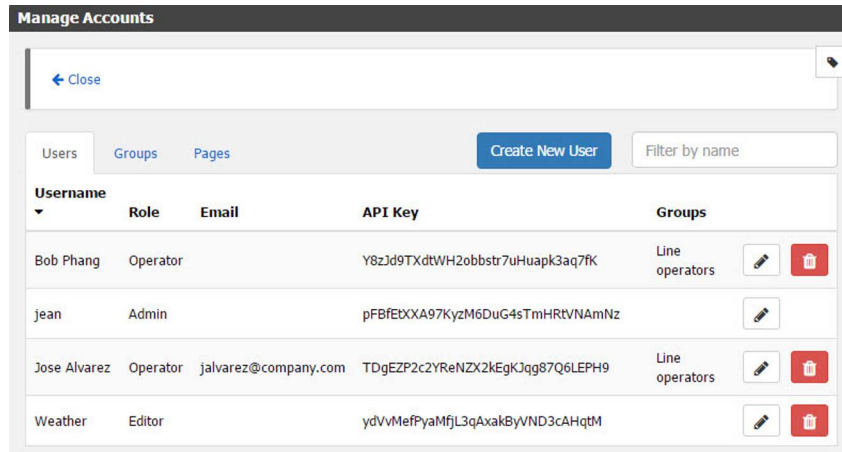 Manage Accounts
Close
Users Groups Pages Create New User Filter by name
Username
Role Email API Key Groups
Bob Phang Operator Y8zJd9TXdtWH2obbstr7uHuapk3aq7fK Line operators
jean Admin pFBfEtXXA97KyzM6DuG4sTmHRtVNAmNz
Jose Alvarez Operator jalvarez@company.com TDgEZP2c2YReNZX2kEgKJqg87Q6LEPH9 Line operators
Weather Editor ydVvMefPyaMfjL3qAxakByVND3cAHqtM